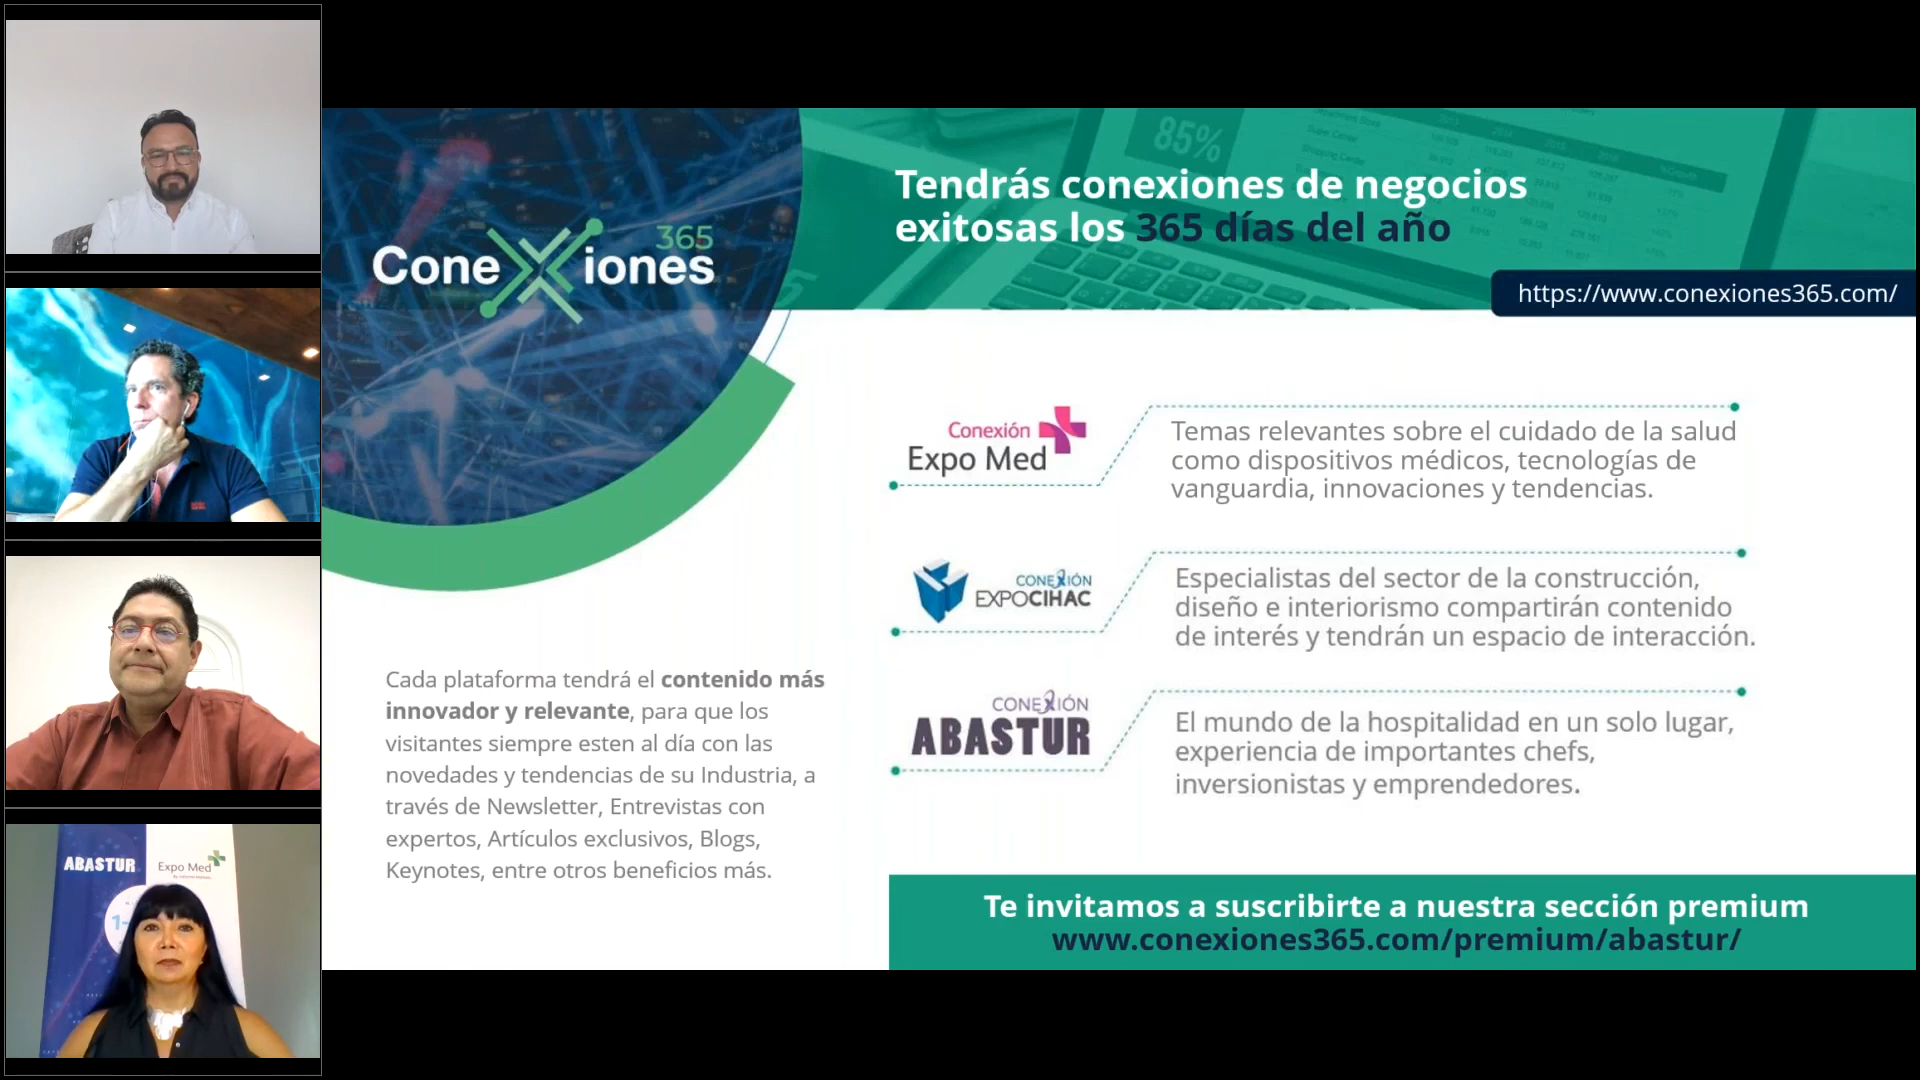 Conexiones
365
Tendrás conexiones de negocios
exitosas los 365 días del año
85%
https://www.conexiones365.com/
Conexión
Expo Med
Temas relevantes sobre el cuidado de la salud
como dispositivos médicos, tecnologías de
vanguardia, innovaciones y tendencias.
CONEXIÓN
EXPOCIHAC
Especialistas del sector de la construcción,
diseño e interiorismo compartirán contenido
de interés y tendrán un espacio de interacción.
CONEXIÓN
ABASTUR
El mundo de la hospitalidad en un solo lugar,
experiencia de importantes chefs,
inversionistas y emprendedores.
Cada plataforma tendrá el contenido más
innovador y relevante, para que los
visitantes siempre esten al día con las
novedades y tendencias de su Industria, a
través de Newsletter, Entrevistas con
expertos, Artículos exclusivos, Blogs,
Keynotes, entre otros beneficios más.
Te invitamos a suscribirte a nuestra sección premium
www.conexiones365.com/premium/abastur/
ABASTUR
Expo Med